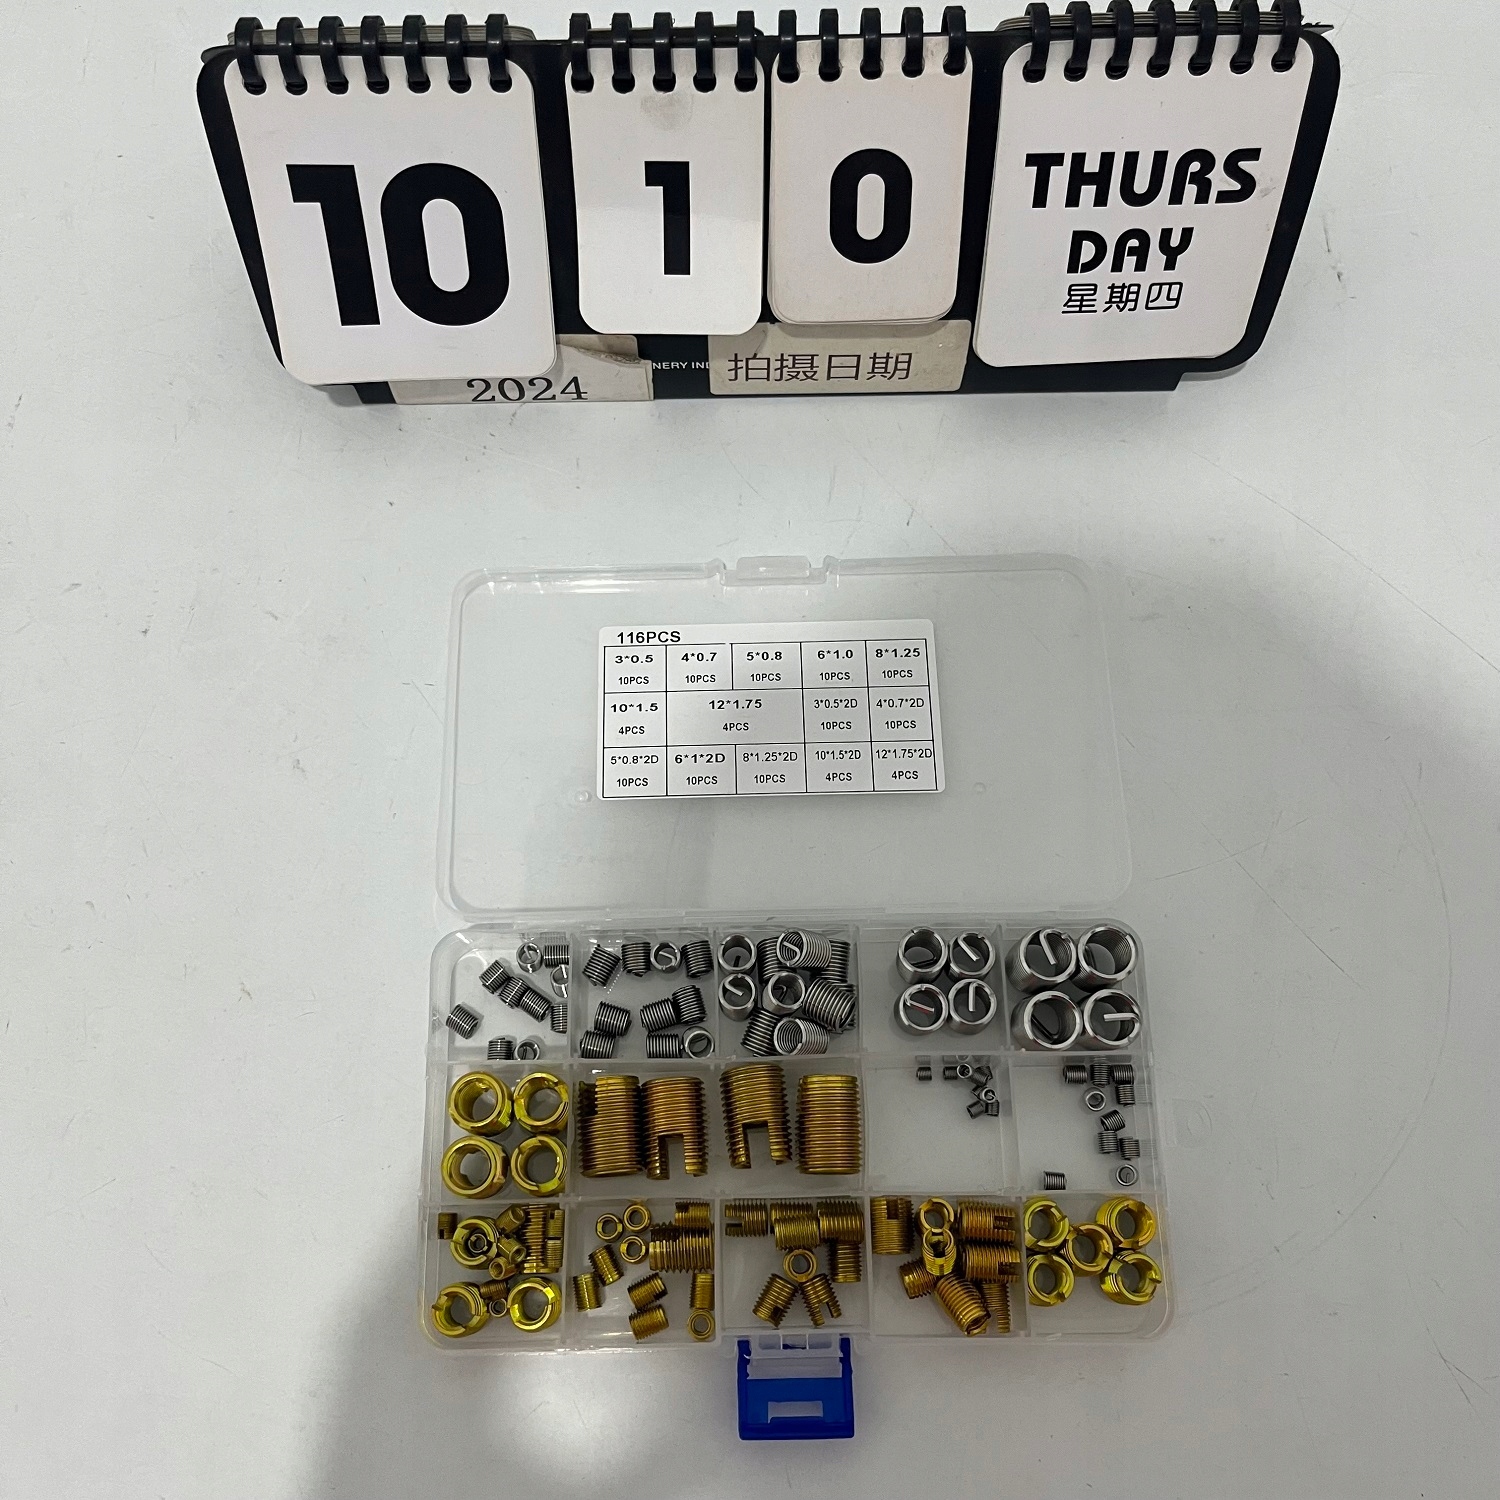 10
1
0
THURS
DAY
星期四
2024
NERY IND
拍摄日期
116PCS
3*0.5 4*0.7 5*0.8 6*1.0 8*1.25
10PCS 10PCS 10PCS 10PCS 10PCS
10*1.5 12*1.75 3*0.5*2D 4*0.7*2D
4PCS 4PCS 10PCS 10PCS
5*0.8*2D 6*1*2D 8*1.25*2D 10*1.5*2D 12*1.75*2D
10PCS 10PCS 10PCS 4PCS 4PCS